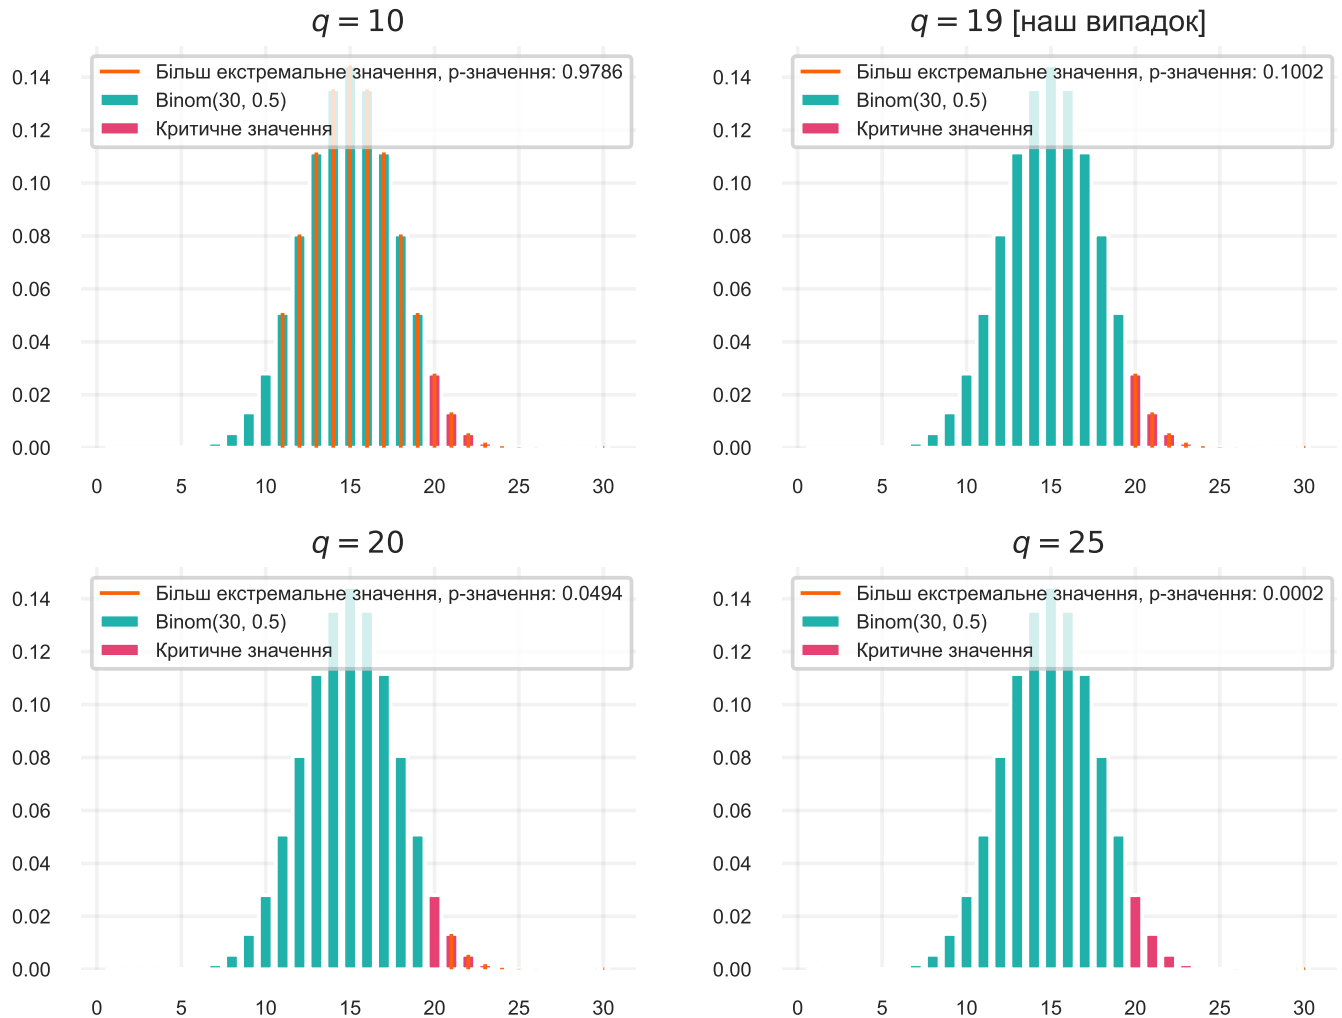 q = 10
Більш екстремальне значення, p-значення: 0.9786
Binom(30, 0.5)
Критичне значення
0.14
0.12
0.10
0.08
0.06
0.04
0.02
0.00
0 5 10 15 20 25 30
q = 19 [наш випадок]
Більш екстремальне значення, p-значення: 0.1002
Binom(30, 0.5)
Критичне значення
0.14
0.12
0.10
0.08
0.06
0.04
0.02
0.00
0 5 10 15 20 25 30
q = 20
Більш екстремальне значення, p-значення: 0.0494
Binom(30, 0.5)
Критичне значення
0.14
0.12
0.10
0.08
0.06
0.04
0.02
0.00
0 5 10 15 20 25 30
q = 25
Більш екстремальне значення, p-значення: 0.0002
Binom(30, 0.5)
Критичне значення
0.14
0.12
0.10
0.08
0.06
0.04
0.02
0.00
0 5 10 15 20 25 30